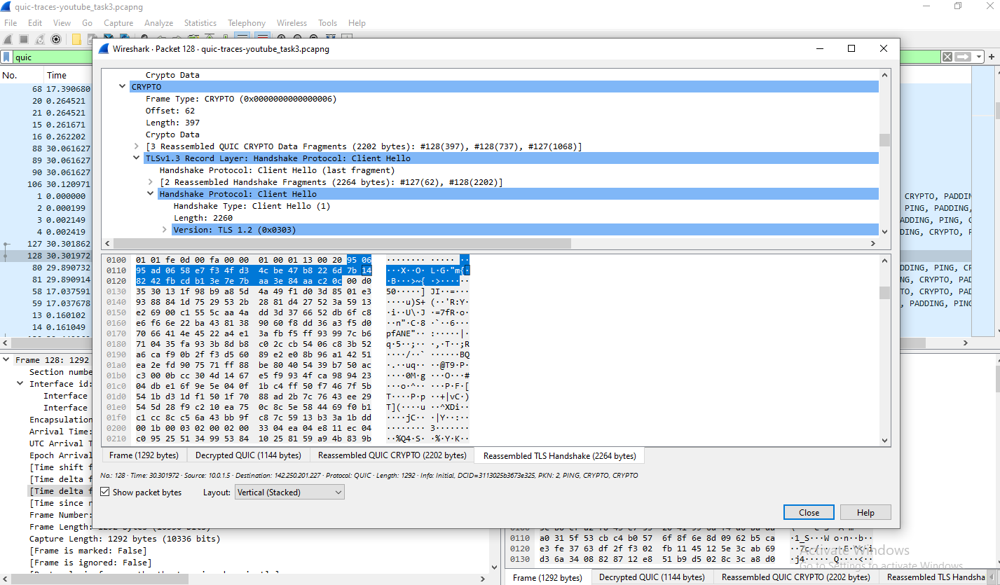 quic-traces-youtube_task3.pcapng
File Edit View Go Capture Analyze Statistics Telephony Wireless Tools Help
quic
No. Time
68 17.390680
20 0.264521
21 0.264521
15 0.261671
16 0.262202
88 30.061627
89 30.061627
90 30.061627
106 30.120971
1 0.000000
2 0.000199
3 0.002149
4 0.002419
127 30.301862
128 30.301972
80 29.890732
81 29.890914
58 17.037591
59 17.037678
13 0.160102
14 0.161049
CRYPTO, PADDIN
PING, PADDING,
ADDING, PING, C
DING, CRYPTO, P
DDING, CRYPTO, PI
NG, CRYPTO, PADD
TO, CRYPTO, PADD
, PADDING, PING
Wireshark · Packet 128 · quic-traces-youtube_task3.pcapng
Crypto Data
CRYPTO
Frame Type: CRYPTO (0x0000000000000006)
Offset: 62
Length: 397
Crypto Data
[3 Reassembled QUIC CRYPTO Data Fragments (2202 bytes): #128(397), #128(737), #127(1068)]
TLSv1.3 Record Layer: Handshake Protocol: Client Hello
Handshake Protocol: Client Hello (last fragment)
[2 Reassembled Handshake Fragments (2264 bytes): #127(62), #128(2202)]
Handshake Protocol: Client Hello
Handshake Type: Client Hello (1)
Length: 2260
Version: TLS 1.2 (0x0303)
0100 01 01 fe 0d 00 fa 00 00 01 00 01 13 00 20 95 06
0110 95 ad 06 58 e7 f3 4f d3 4c be 47 b8 22 6d 7b 14 ···X··O· L·G·"m{·
0120 82 42 fb cd b1 3e 7e 7b aa 3e 84 aa c2 0c 00 d0 ·B···>~{ ·>······
0130 35 30 13 1f 98 b9 a8 5d 4a 49 f1 d0 3d 85 01 e3 50·····] JI··=···
0140 93 88 84 1d 75 29 53 2b 28 81 d4 27 52 3a 59 13 ····u)S+ (··'R:Y·
0150 e2 69 00 c1 55 5c aa 4a dd 3d 37 66 52 db 6f c8 ·i··U\·J ·=7fR·o·
0160 e6 f6 6e 22 ba 43 81 38 90 60 f8 dd 36 a3 f5 d0 ··n"·C·8 ·`··6···
0170 70 66 41 4e 45 22 a4 e1 3a fb f5 ff 93 99 7c b6 pfANE"·· :·····|·
0180 71 04 35 fa 93 3b 8d b8 c0 2c cb 54 06 c8 3b 52 q·5··;·· ·,·T··;R
0190 a6 ca f9 0b 2f f3 d5 60 89 e2 e0 8b 96 a1 42 51 ····/··` ······BQ
01a0 ea 2e fd 90 75 71 ff 88 be 80 40 54 39 b7 50 ac ·.··uq·· ··@T9·P·
01b0 c3 00 0b cc 30 4d 14 67 e5 f9 93 4f ca 98 94 23 ····0M·g ···O···#
01c0 04 db e1 6f 9e 5e 04 0f 1b c4 ff 50 f7 46 7f 5b ···o·^·· ···P·F·[
01d0 54 1b d3 1d f1 50 1f 70 88 ad 2b 7c 76 43 ee 29 T····P·p ··+|vC·)
01e0 54 5d 28 f9 c2 10 ea 75 0c 8c 5e 58 44 69 f0 b1 T](····u ··^XDi··
01f0 c1 cc 8c c5 6a 43 bb 9f c8 7c 59 13 b3 3a 1b dd ····jC·· ·|Y··:··
0200 00 1b 00 03 02 00 02 00 33 04 ea 04 e8 11 ec 04 ········ 3·······
0210 c0 95 25 51 34 99 53 84 10 25 81 59 a9 4b 83 9b ··%Q4·S· ·%·Y·K··
Frame (1292 bytes) Decrypted QUIC (1144 bytes) Reassembled QUIC CRYPTO (2202 bytes) Reassembled TLS Handshake (2264 bytes)
No.: 128 · Time: 30.301972 · Source: 10.0.1.5 · Destination: 142.250.201.227 · Protocol: QUIC · Length: 1292 · Info: Initial, DCID=3113025b3673e325, PKN: 2, PING, CRYPTO, CRYPTO
Show packet bytes Layout: Vertical (Stacked)
Close Help
Frame 128: 1292
Section numbe
Interface id:
Interface
Interface
Encapsulation
Arrival Time:
UTC Arrival T
Epoch Arrival
[Time shift f
[Time delta f
[Time delta f
[Time since r
Frame Number:
Frame Length: 1292 bytes (10336 bits)
Capture Length: 1292 bytes (10336 bits)
[Frame is marked: False]
[Frame is ignored: False]
0110 a0 31 5f 53 cb c4 b0 57 6f 8f 6e 8d 09 62 b5 ca ·1_S···W o·n··b··
0120 e3 fe 37 63 df 2f f3 02 fb 11 45 12 5e 3c ab 69
0130 d3 6a 34 08 82 87 12 e8 51 b9 d5 02 8c 3c a8 d0 ·j4····· Q····<··
Activate Windows
Go to Settings to activate Windows.
Frame (1292 bytes) Decrypted QUIC (1144 bytes) Reassembled QUIC CRYPTO (2202 bytes) Reassembled TLS Handsha